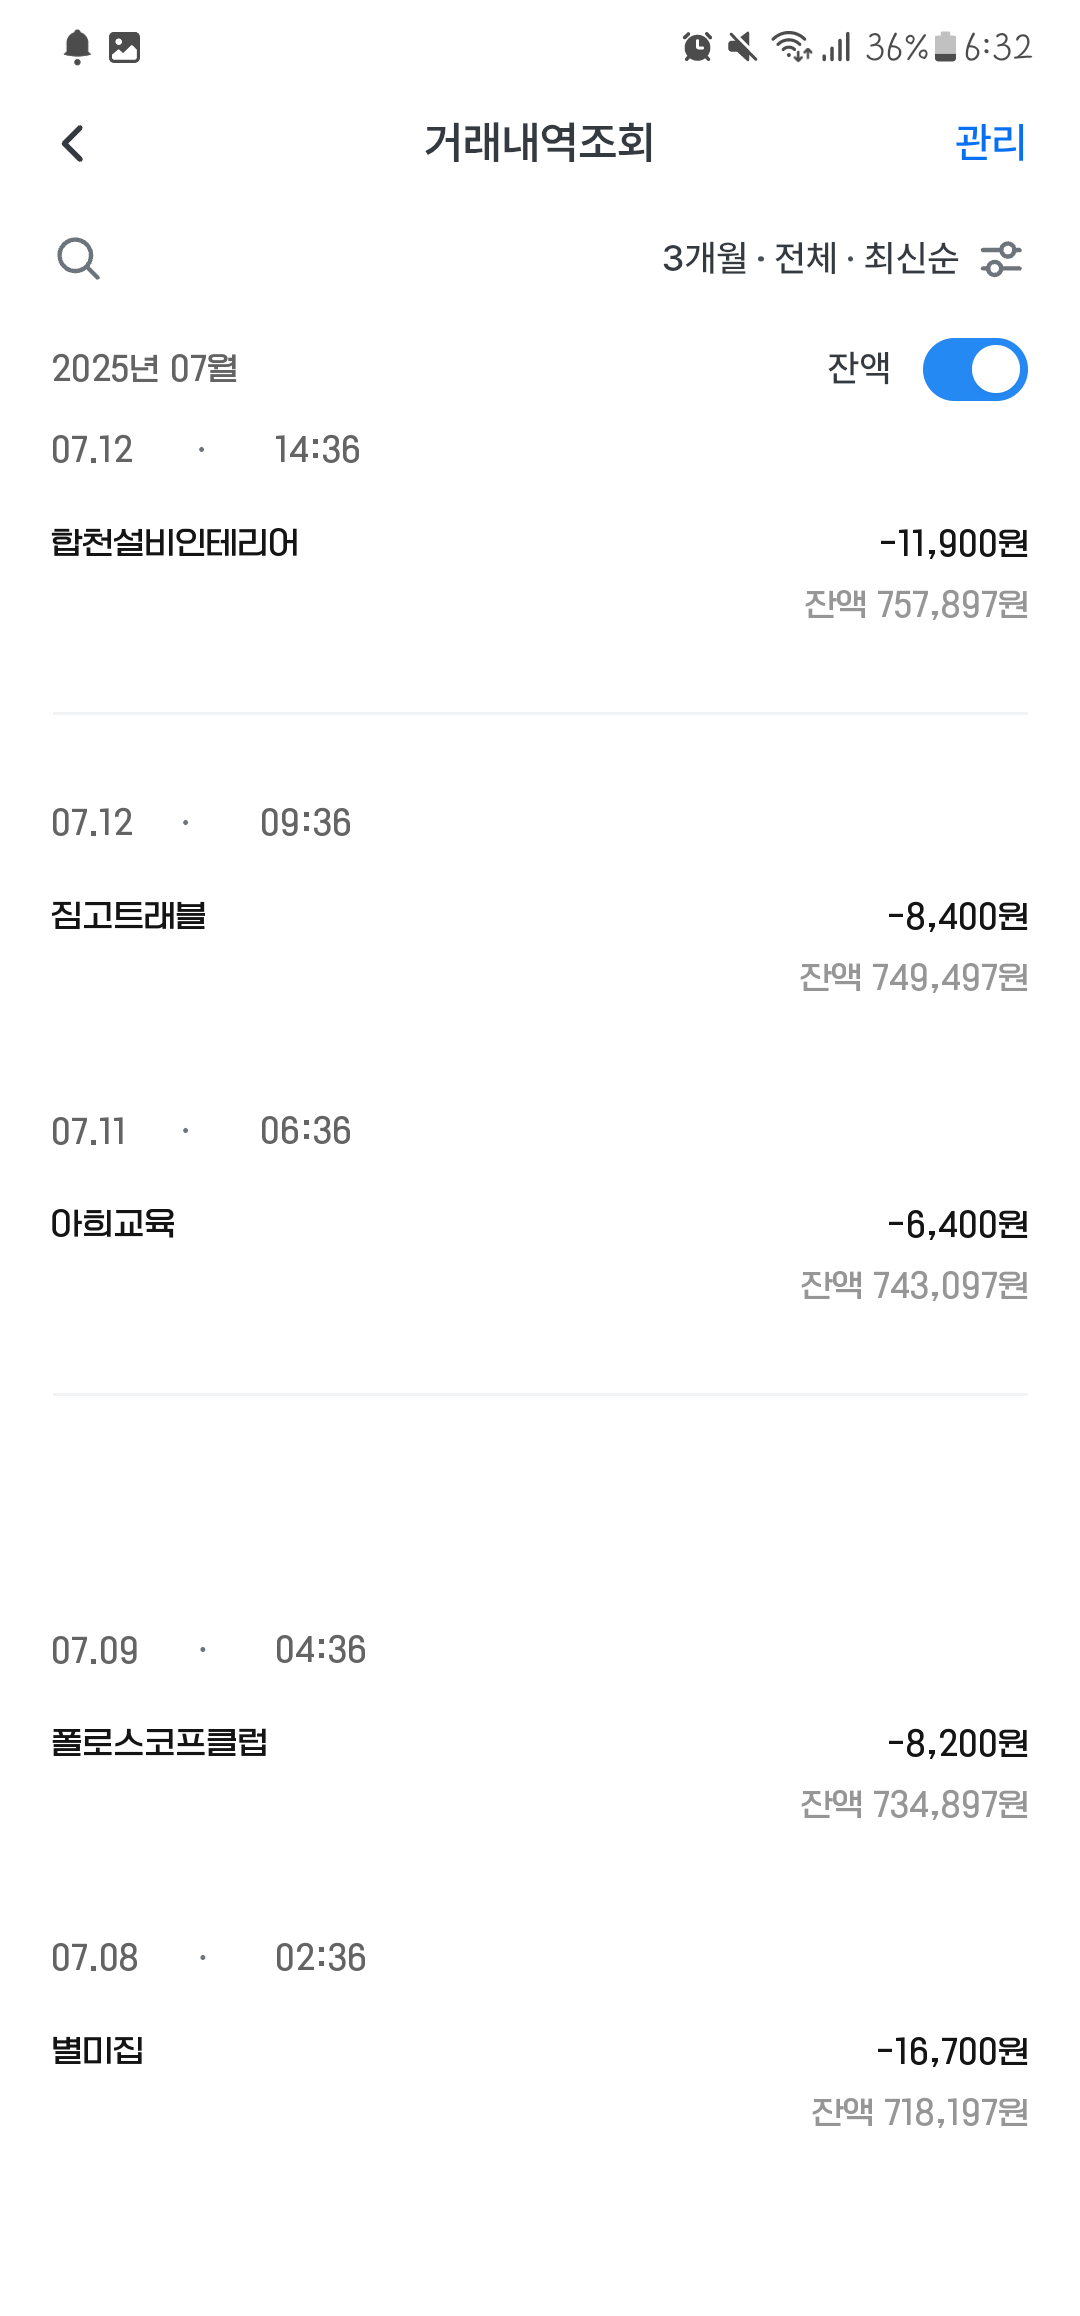 36% 6:32
거래내역조회 관리
3개월 · 전체 · 최신순
2025년 07월 잔액
07.12 · 14:36
합천설비인테리어 -11,900원
잔액 757,897원
07.12 · 09:36
짐고트래블 -8,400원
잔액 749,497원
07.11 · 06:36
아희교육 -6,400원
잔액 743,097원
07.09 · 04:36
폴로스코프클럽 -8,200원
잔액 734,897원
07.08 · 02:36
별미집 -16,700원
잔액 718,197원